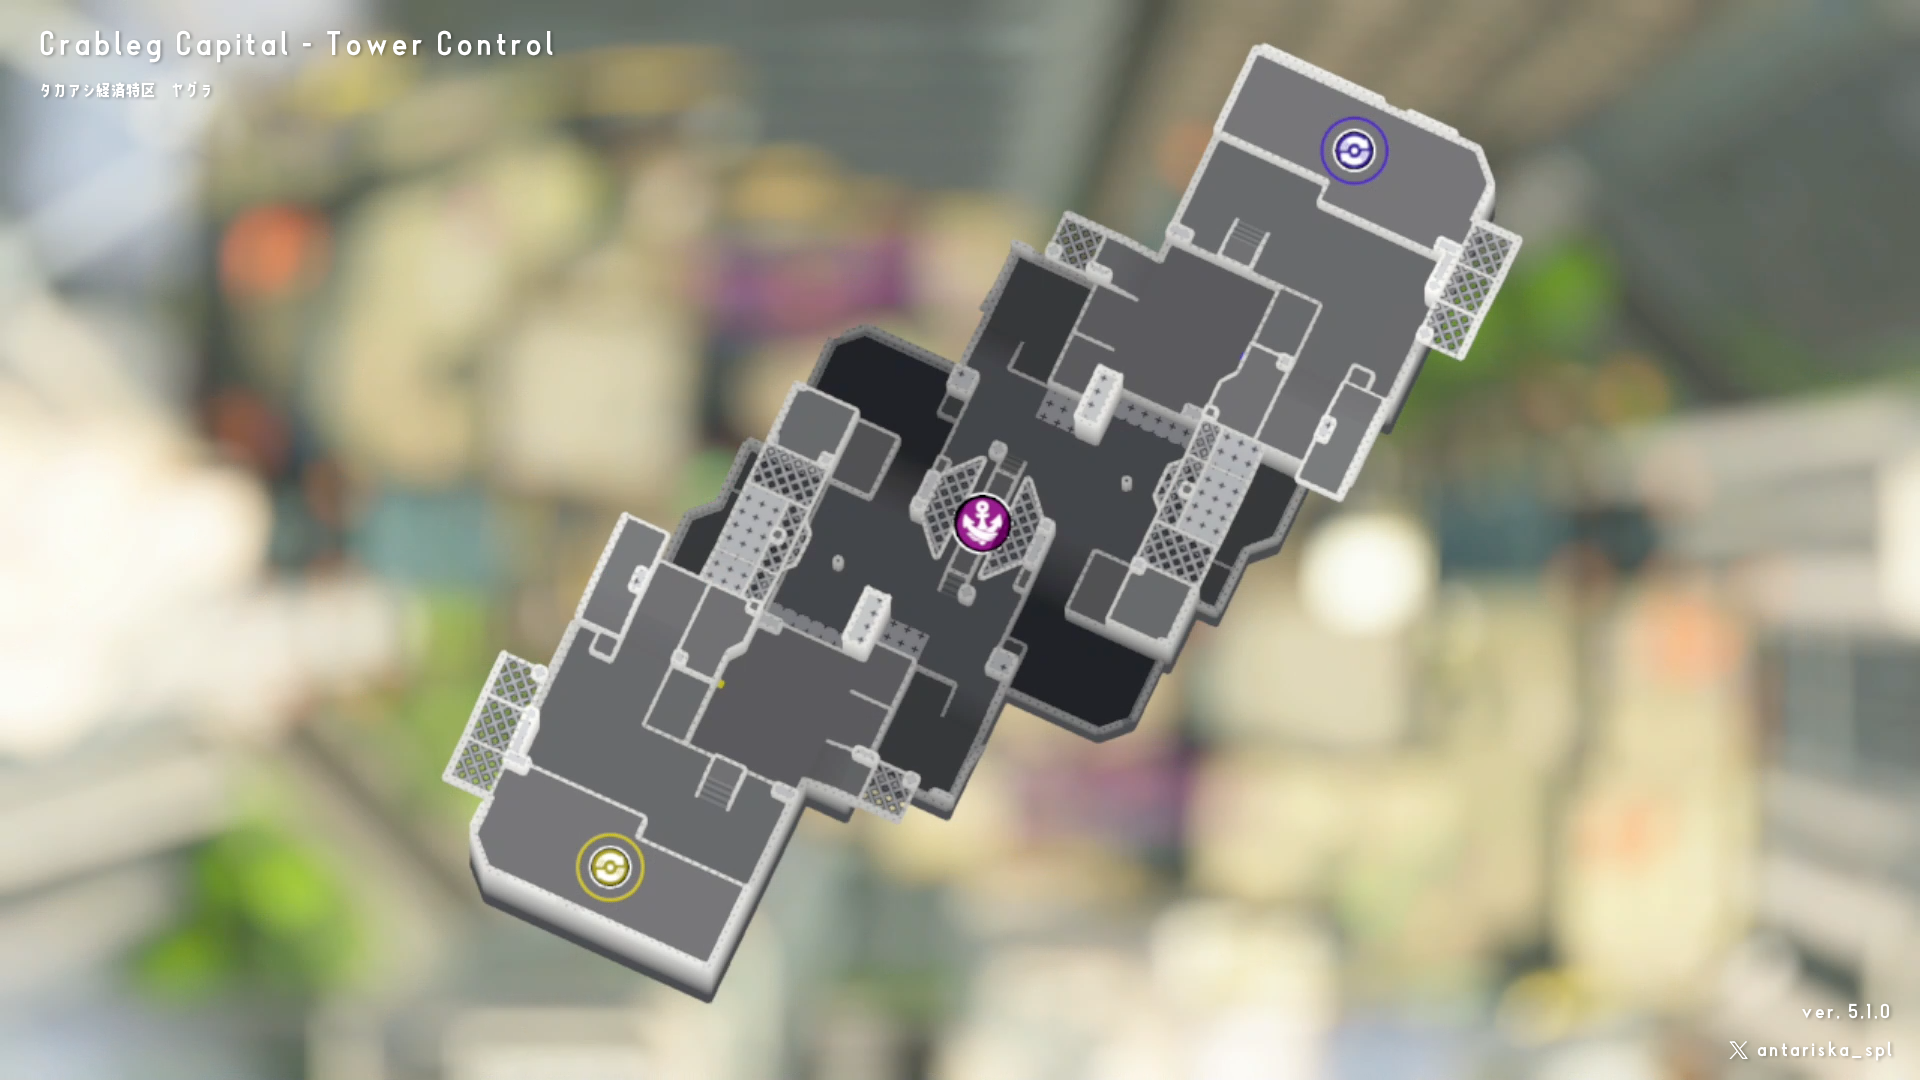 Crableg Capital - Tower Control
タカアシ経済特区　ヤグラ
ver. 5.1.0
X antariska_spl